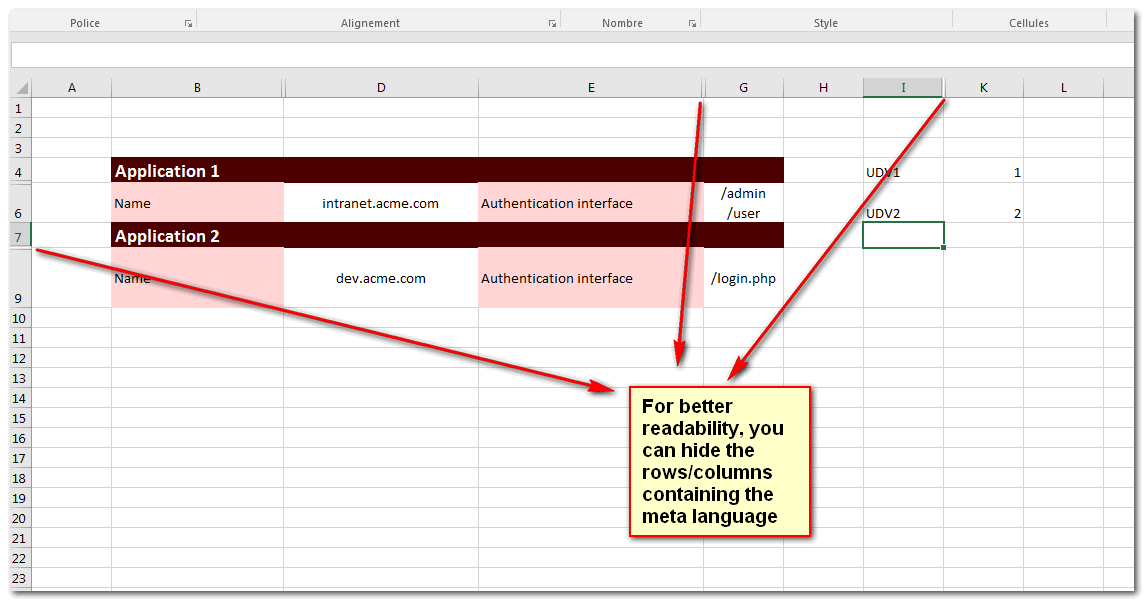 Police Alignement Nombre Style Cellules
A B D E G H I K L
1
2
3
4 Application 1 UDV1 1
Name intranet.acme.com Authentication interface /admin
6 /user UDV2 2
7 Application 2
Name dev.acme.com Authentication interface /login.php
9
10
11
12
13
14
15
16
17
18
19
20
21
22
23
For better
readability, you
can hide the
rows/columns
containing the
meta language